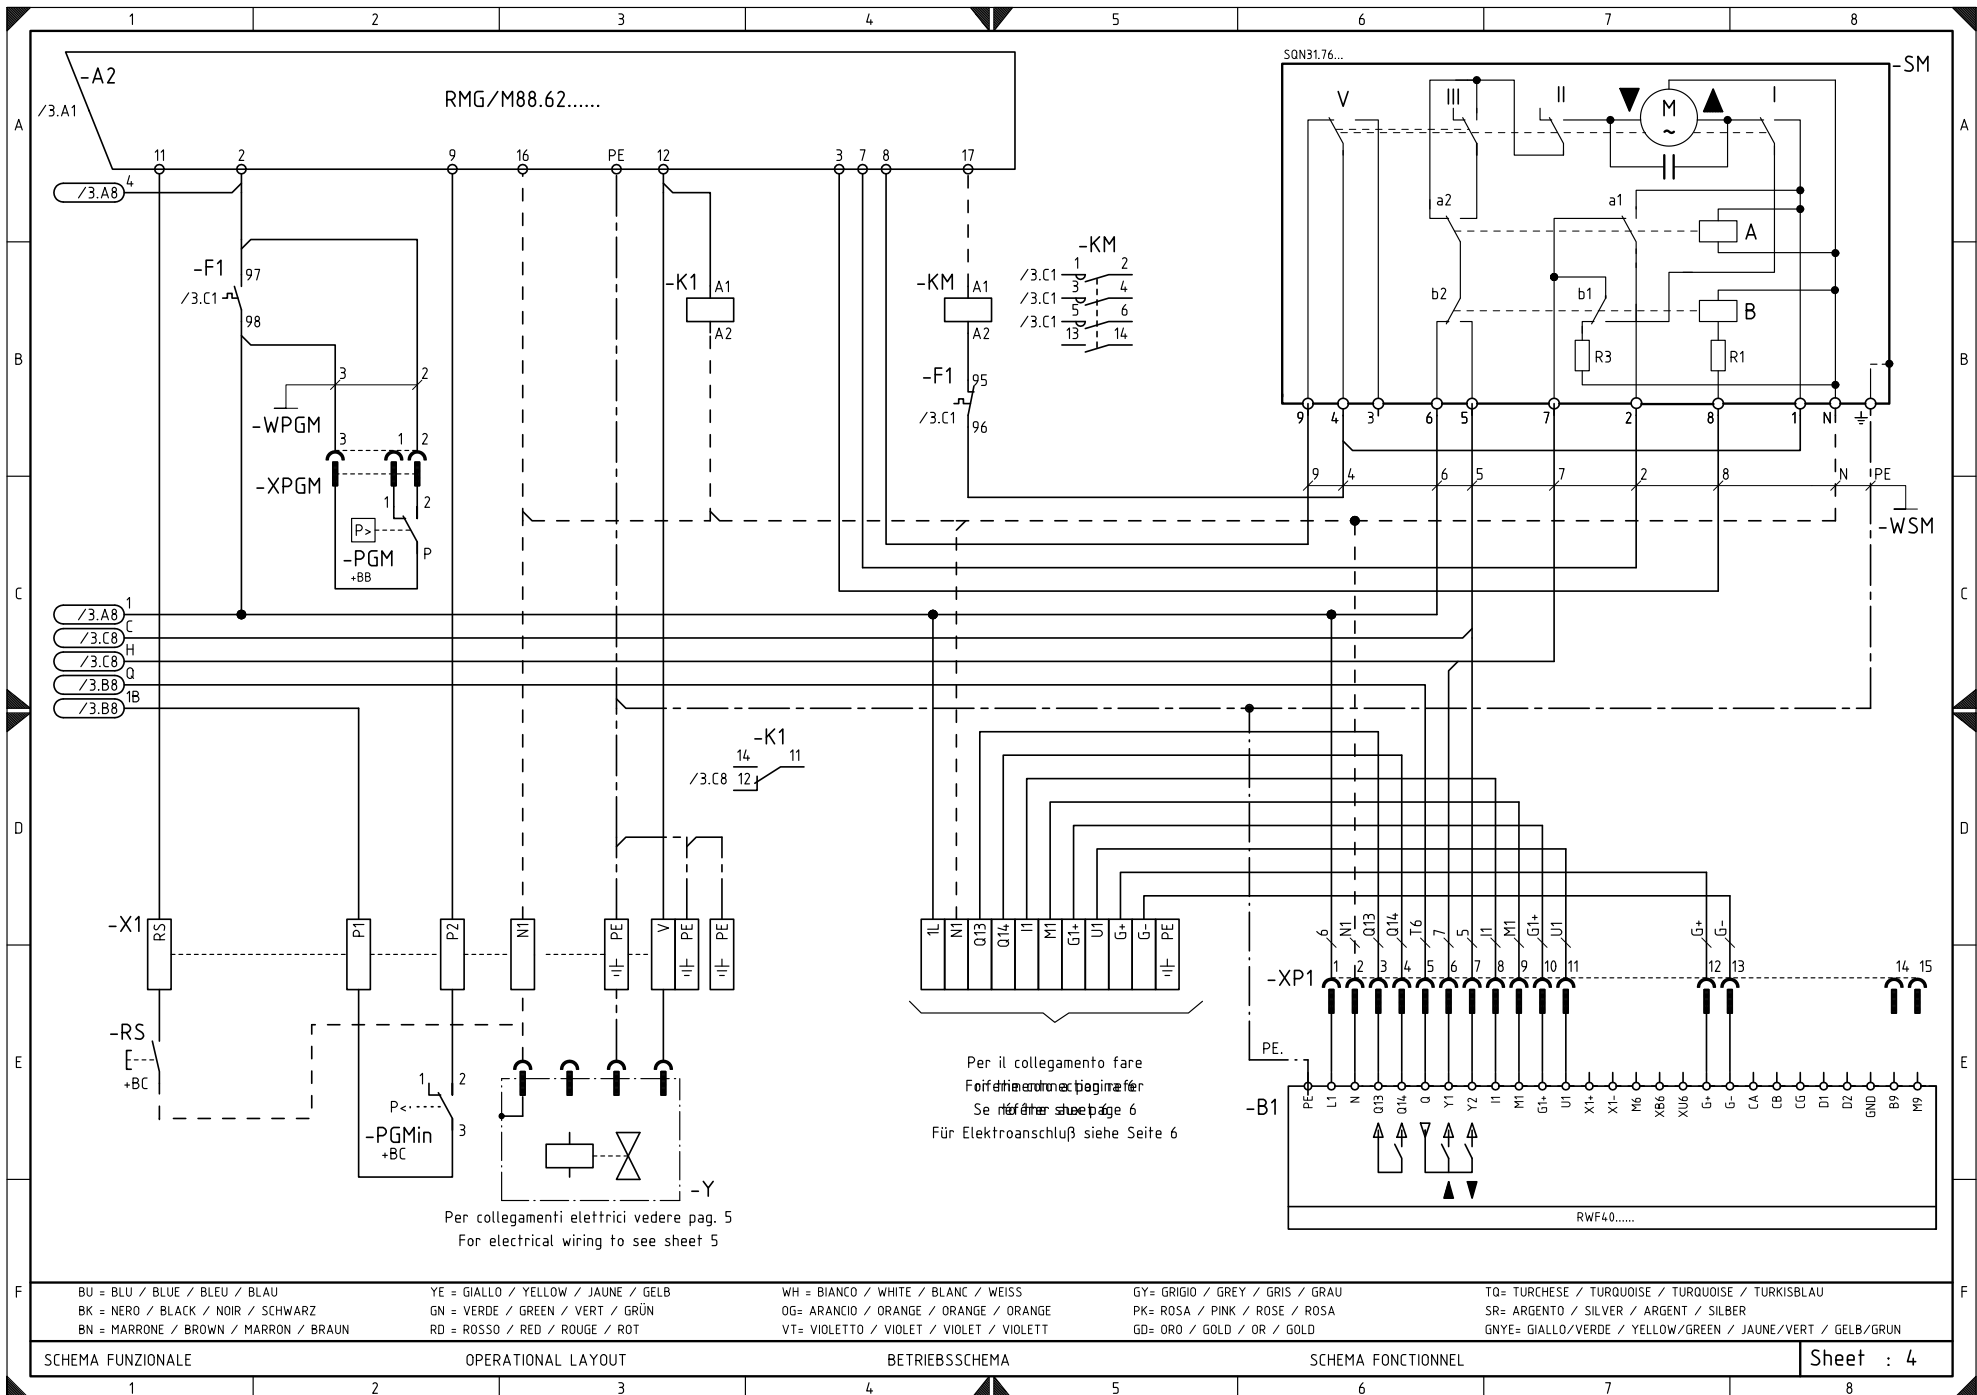 1 2 3 4 5 6 7 8
SQN31.76...
-SM
-A2
/3.A1
RMG/M88.62......
V III II M ~ I
A A
11 2 9 16 PE 12 3 7 8 17
/3.A8 4
a2 a1
A
-KM
1 2
/3.C1
3 4
/3.C1
5 6
/3.C1
13 14
-F1
97
/3.C1
98
-K1
A1
A2
-KM
A1
A2
b2 b1
B
R3 R1
B B
-F1
95
/3.C1
96
3 2
-WPGM
9 4 3 6 5 7 2 8 1 N
3 1 2
-XPGM
9 4 6 5 7 2 8 N PE
-WSM
1 2
P>
-PGM
+BB
P
C C
/3.A8 1
/3.C8 C
/3.C8 H
/3.B8 Q
/3.B8 1B
-K1
14 11
/3.C8 12
D D
-X1
RS P1 P2 N1 PE V PE PE
1L N1 Q13 Q14 I1 M1 G1+ U1 G+ G- PE
6 N1 Q13 Q14 T6 7 5 I1 M1 G1+ U1 G+ G-
-XP1
1 2 3 4 5 6 7 8 9 10 11 12 13 14 15
-RS
+BC
E E
PE.
Per il collegamento fare
Für Elektroanschluß siehe Seite 6
1 2
P<
3
-PGMin
+BC
-B1
PE L1 N Q13 Q14 Q Y1 Y2 I1 M1 G1+ U1 X1+ X1- M6 XB6 XU6 G+ G- CA CB CG D1 D2 GND B9 M9
-Y
RWF40......
Per collegamenti elettrici vedere pag. 5
For electrical wiring to see sheet 5
F F
BU = BLU / BLUE / BLEU / BLAU
BK = NERO / BLACK / NOIR / SCHWARZ
BN = MARRONE / BROWN / MARRON / BRAUN
YE = GIALLO / YELLOW / JAUNE / GELB
GN = VERDE / GREEN / VERT / GRÜN
RD = ROSSO / RED / ROUGE / ROT
WH = BIANCO / WHITE / BLANC / WEISS
OG= ARANCIO / ORANGE / ORANGE / ORANGE
VT= VIOLETTO / VIOLET / VIOLET / VIOLETT
GY= GRIGIO / GREY / GRIS / GRAU
PK= ROSA / PINK / ROSE / ROSA
GD= ORO / GOLD / OR / GOLD
TQ= TURCHESE / TURQUOISE / TURQUOISE / TURKISBLAU
SR= ARGENTO / SILVER / ARGENT / SILBER
GNYE= GIALLO/VERDE / YELLOW/GREEN / JAUNE/VERT / GELB/GRUN
SCHEMA FUNZIONALE
OPERATIONAL LAYOUT
BETRIEBSSCHEMA
SCHEMA FONCTIONNEL
Sheet : 4
1 2 3 4 5 6 7 8